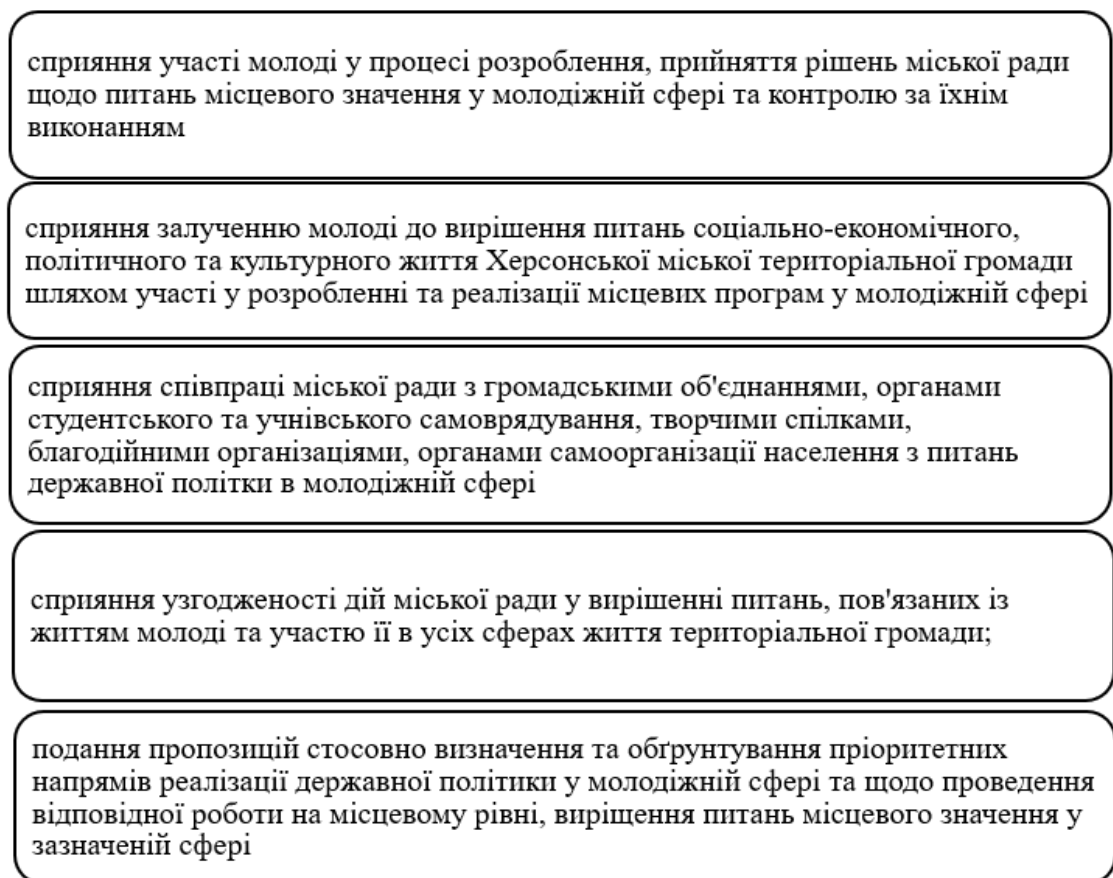 сприяння участі молоді у процесі розроблення, прийняття рішень міської ради
щодо питань місцевого значення у молодіжній сфері та контролю за їхнім
виконанням
сприяння залученню молоді до вирішення питань соціально-економічного,
політичного та культурного життя Херсонської міської територіальної громади
шляхом участі у розробленні та реалізації місцевих програм у молодіжній сфері
сприяння співпраці міської ради з громадськими об'єднаннями, органами
студентського та учнівського самоврядування, творчими спілками,
благодійними організаціями, органами самоорганізації населення з питань
державної політки в молодіжній сфері
сприяння узгодженості дій міської ради у вирішенні питань, пов'язаних із
життям молоді та участю її в усіх сферах життя територіальної громади;
подання пропозицій стосовно визначення та обґрунтування пріоритетних
напрямів реалізації державної політики у молодіжній сфері та щодо проведення
відповідної роботи на місцевому рівні, виріщення питань місцевого значення у
зазначеній сфері